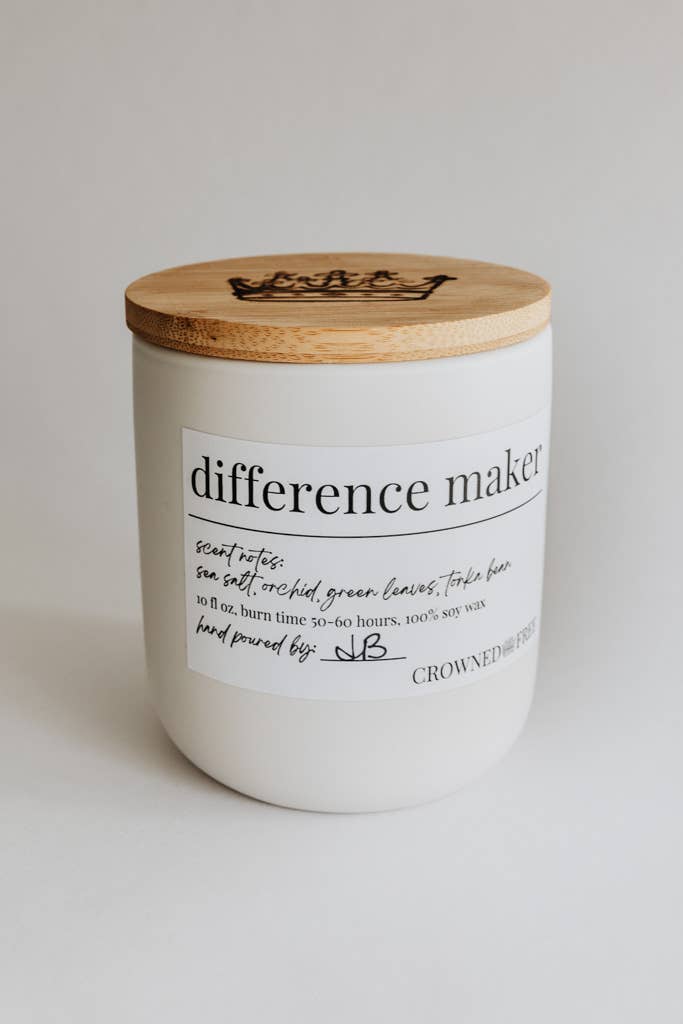 difference maker
scent notes:
sea salt, orchid, green leaves, tonka bean
10 fl oz, burn time 50-60 hours, 100% soy wax
hand poured by: JB
CROWNED FREE